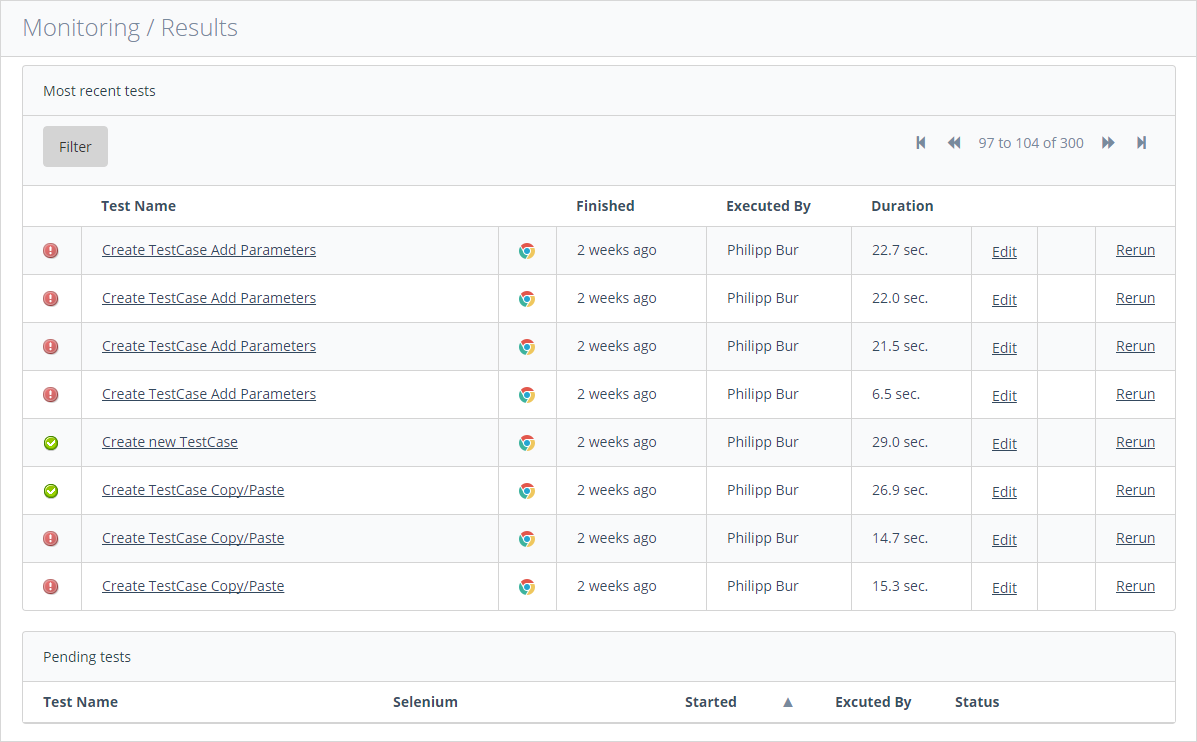 Monitoring / Results
Most recent tests
Filter
97 to 104 of 300
Test Name Finished Executed By Duration
Create TestCase Add Parameters 2 weeks ago Philipp Bur 22.7 sec. Edit Rerun
Create TestCase Add Parameters 2 weeks ago Philipp Bur 22.0 sec. Edit Rerun
Create TestCase Add Parameters 2 weeks ago Philipp Bur 21.5 sec. Edit Rerun
Create TestCase Add Parameters 2 weeks ago Philipp Bur 6.5 sec. Edit Rerun
Create new TestCase 2 weeks ago Philipp Bur 29.0 sec. Edit Rerun
Create TestCase Copy/Paste 2 weeks ago Philipp Bur 26.9 sec. Edit Rerun
Create TestCase Copy/Paste 2 weeks ago Philipp Bur 14.7 sec. Edit Rerun
Create TestCase Copy/Paste 2 weeks ago Philipp Bur 15.3 sec. Edit Rerun
Pending tests
Test Name Selenium Started Excuted By Status